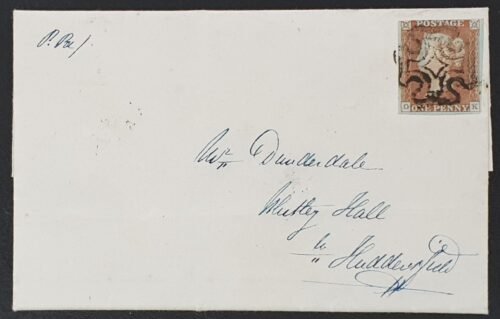 P. Pd /
POSTAGE
ONE PENNY
Mr Dunderdale
Whitley Hall
Huddersfield